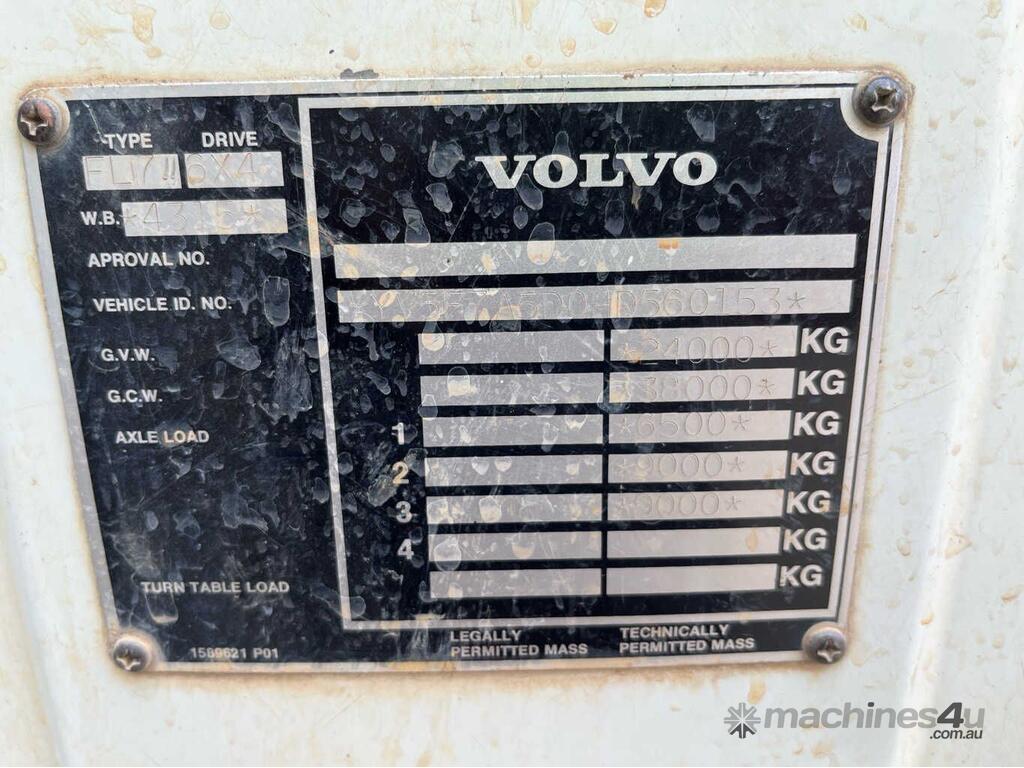 TYPE DRIVE
FL7 6X4
VOLVO
W.B. *4315*
APROVAL NO.
VEHICLE ID. NO. D560153*
G.V.W. *24000* KG
G.C.W. *38000* KG
AXLE LOAD 1 *6500* KG
2 *9000* KG
3 *9000* KG
4 KG
TURN TABLE LOAD KG
1589621 P01
LEGALLY PERMITTED MASS
TECHNICALLY PERMITTED MASS
machines4u
.com.au